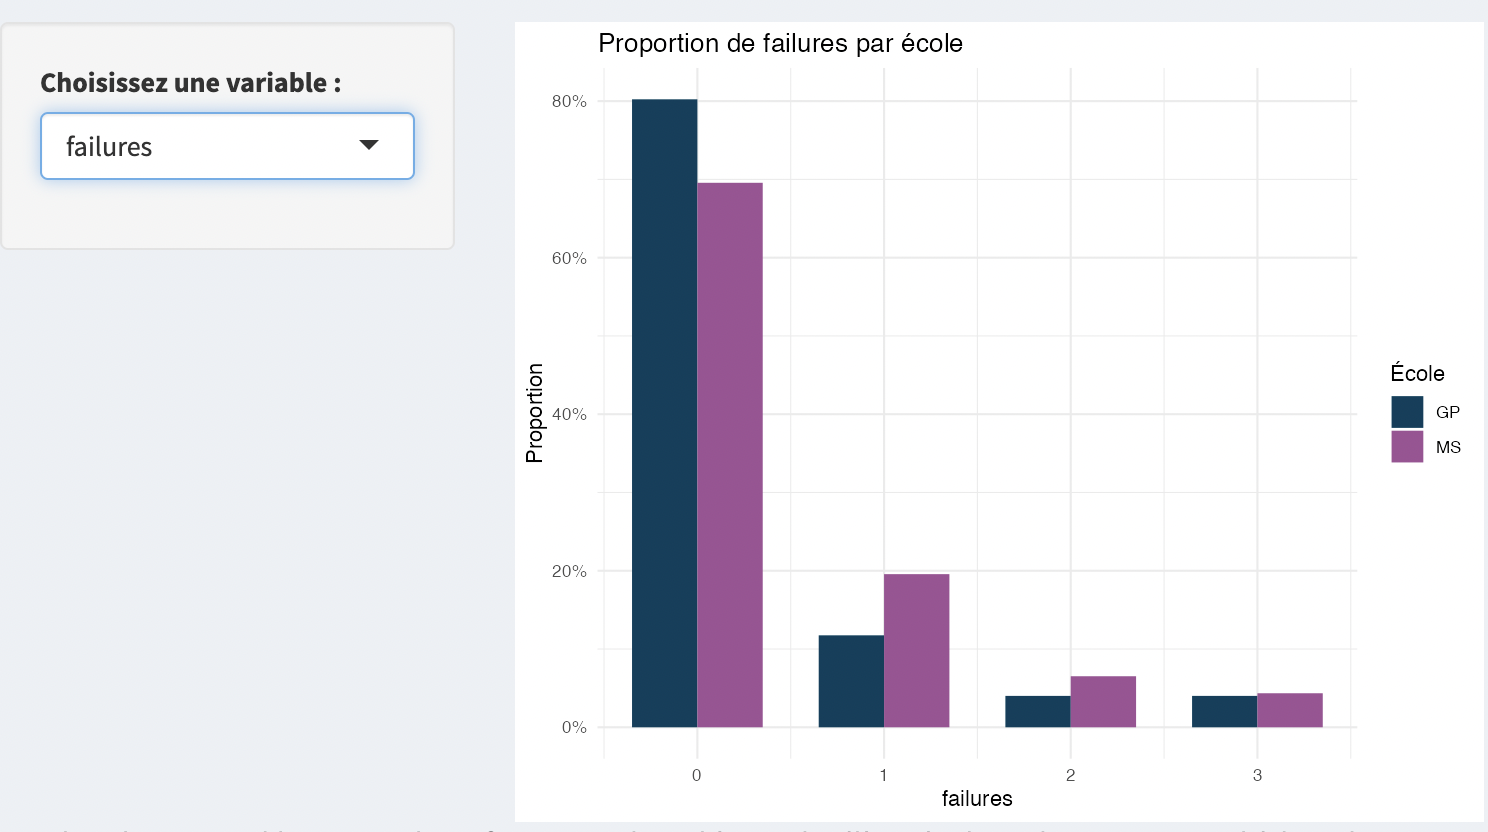 Choisissez une variable :
failures
Proportion de failures par école
80%
60%
40%
20%
0%
Proportion
0 1 2 3
failures
École
GP
MS